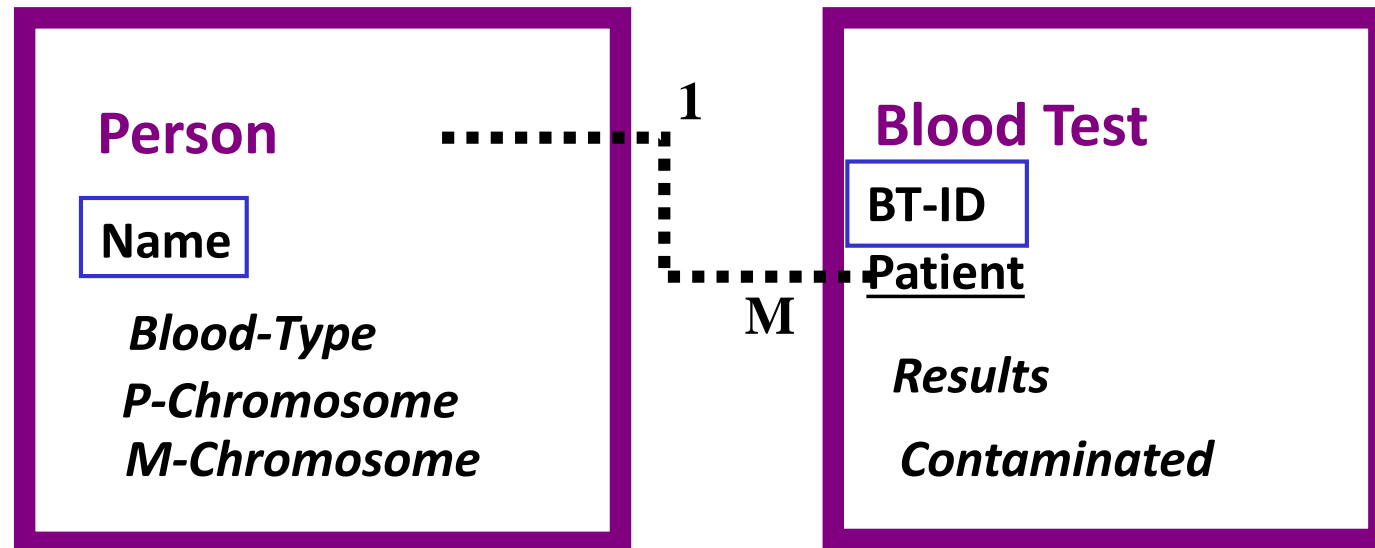 Person
Name
Blood-Type
P-Chromosome
M-Chromosome
1
M
Blood Test
BT-ID
Patient
Results
Contaminated